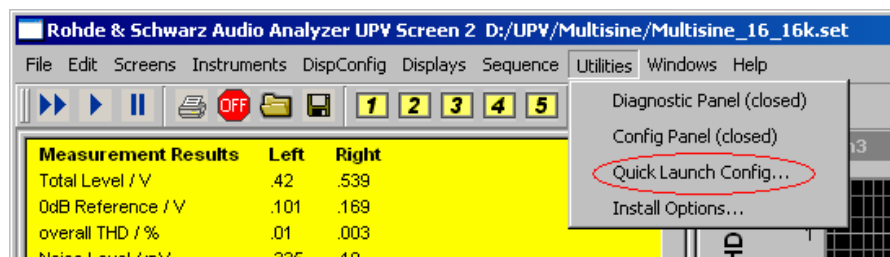 Rohde & Schwarz Audio Analyzer UPV Screen 2 D:/UPV/Multisine/Multisine_16_16k.set
File Edit Screens Instruments DispConfig Displays Sequence Utilities Windows Help
OFF 1 2 3 4 5
Diagnostic Panel (closed)
Config Panel (closed)
Quick Launch Config...
Install Options...
Measurement Results Left Right
Total Level / V .42 .539
0dB Reference / V .101 .169
overall THD / % .01 .003
1